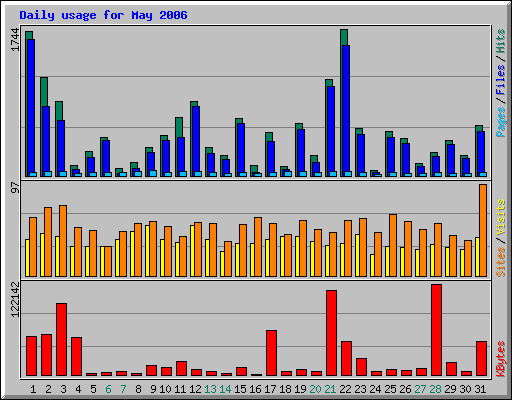 Daily usage for May 2006
1744
Pages / Files / Hits
97
Sites / Visits
122142
KBytes
1 2 3 4 5 6 7 8 9 10 11 12 13 14 15 16 17 18 19 20 21 22 23 24 25 26 27 28 29 30 31